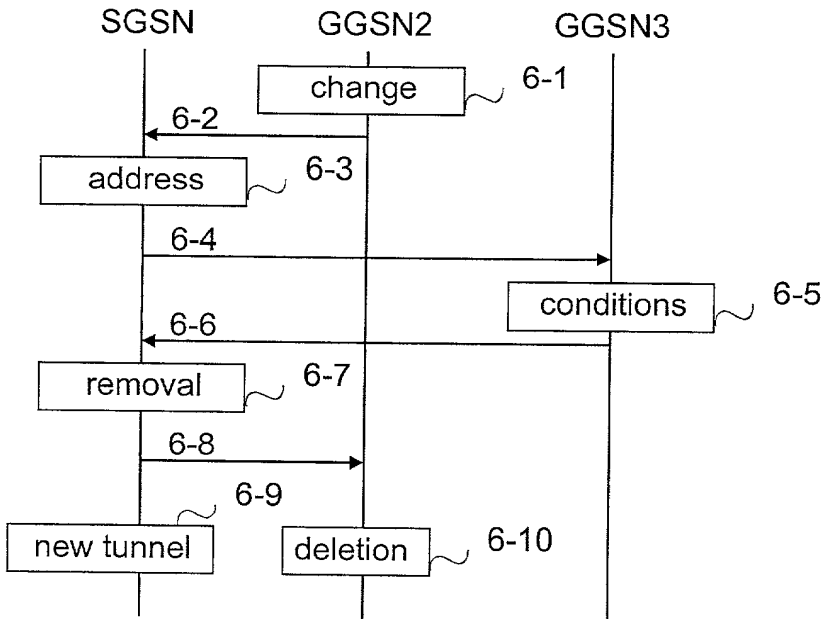 SGSN GGSN2 GGSN3
change 6-1
6-2
address 6-3
6-4
conditions 6-5
6-6
removal 6-7
6-8
6-9
new tunnel deletion 6-10